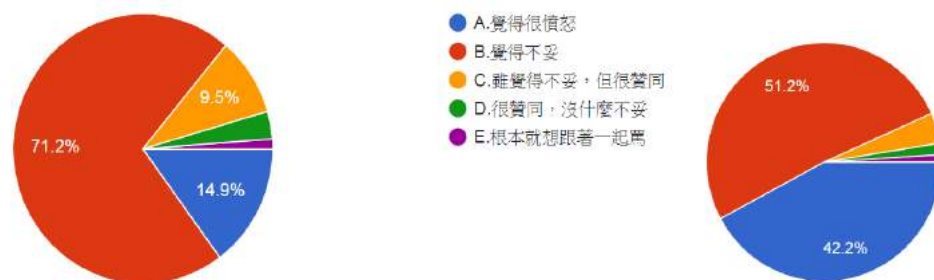 71.2%
9.5%
14.9%
A.覺得很憤怒
B.覺得不妥
C.雖覺得不妥，但很贊同
D.很贊同，沒什麼不妥
E.根本就想跟著一起罵
51.2%
42.2%